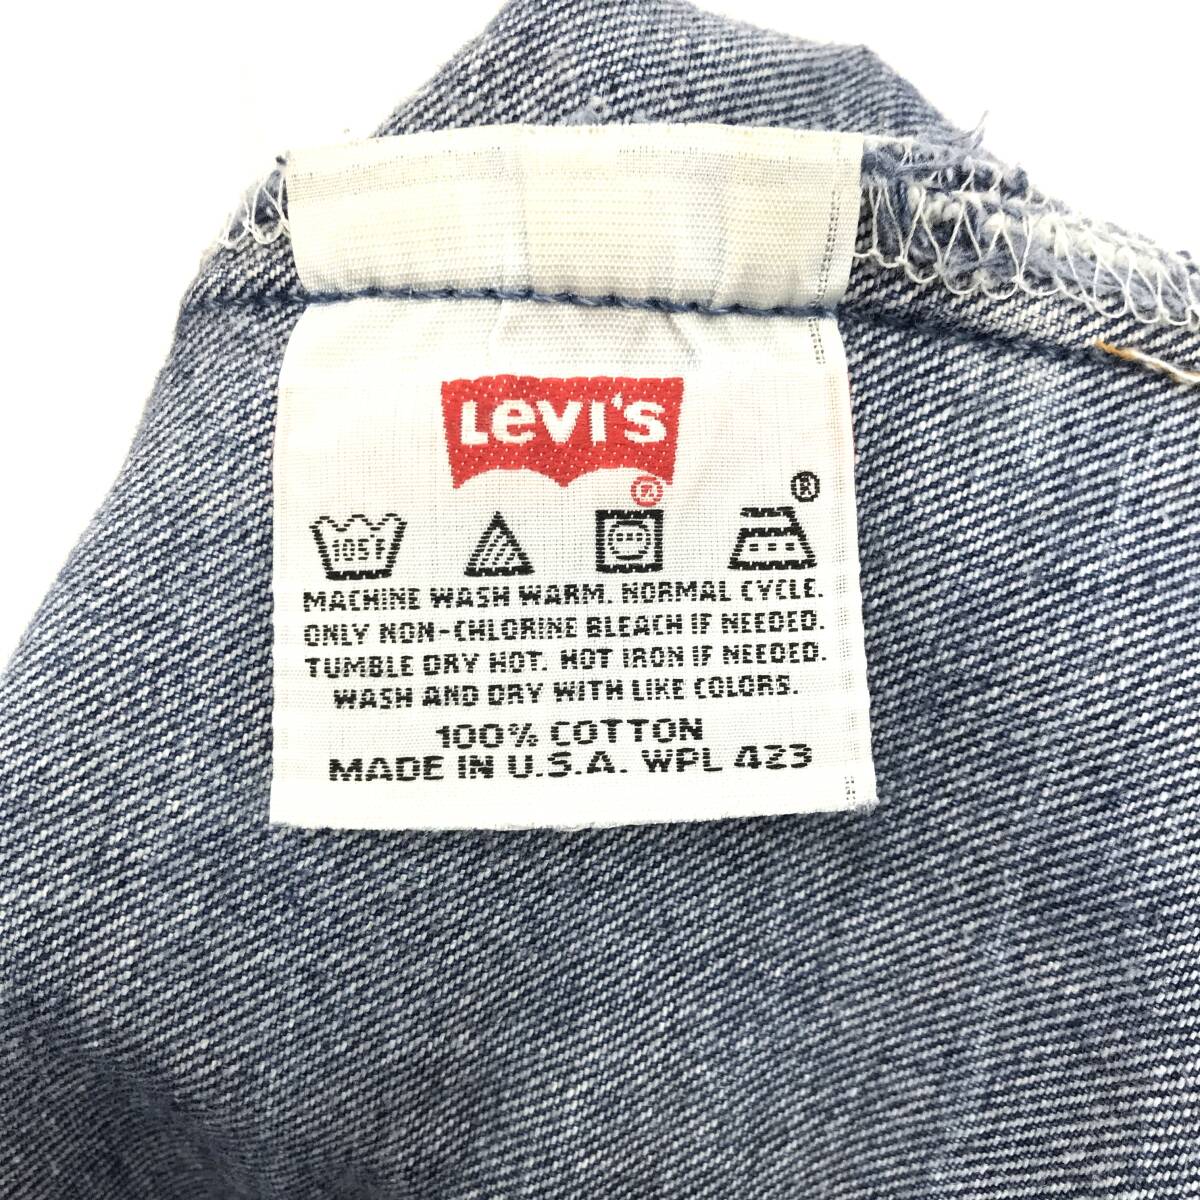 Levi's
®
®
105F
MACHINE WASH WARM. NORMAL CYCLE.
ONLY NON-CHLORINE BLEACH IF NEEDED.
TUMBLE DRY HOT. HOT IRON IF NEEDED.
WASH AND DRY WITH LIKE COLORS.
100% COTTON
MADE IN U.S.A. WPL 423